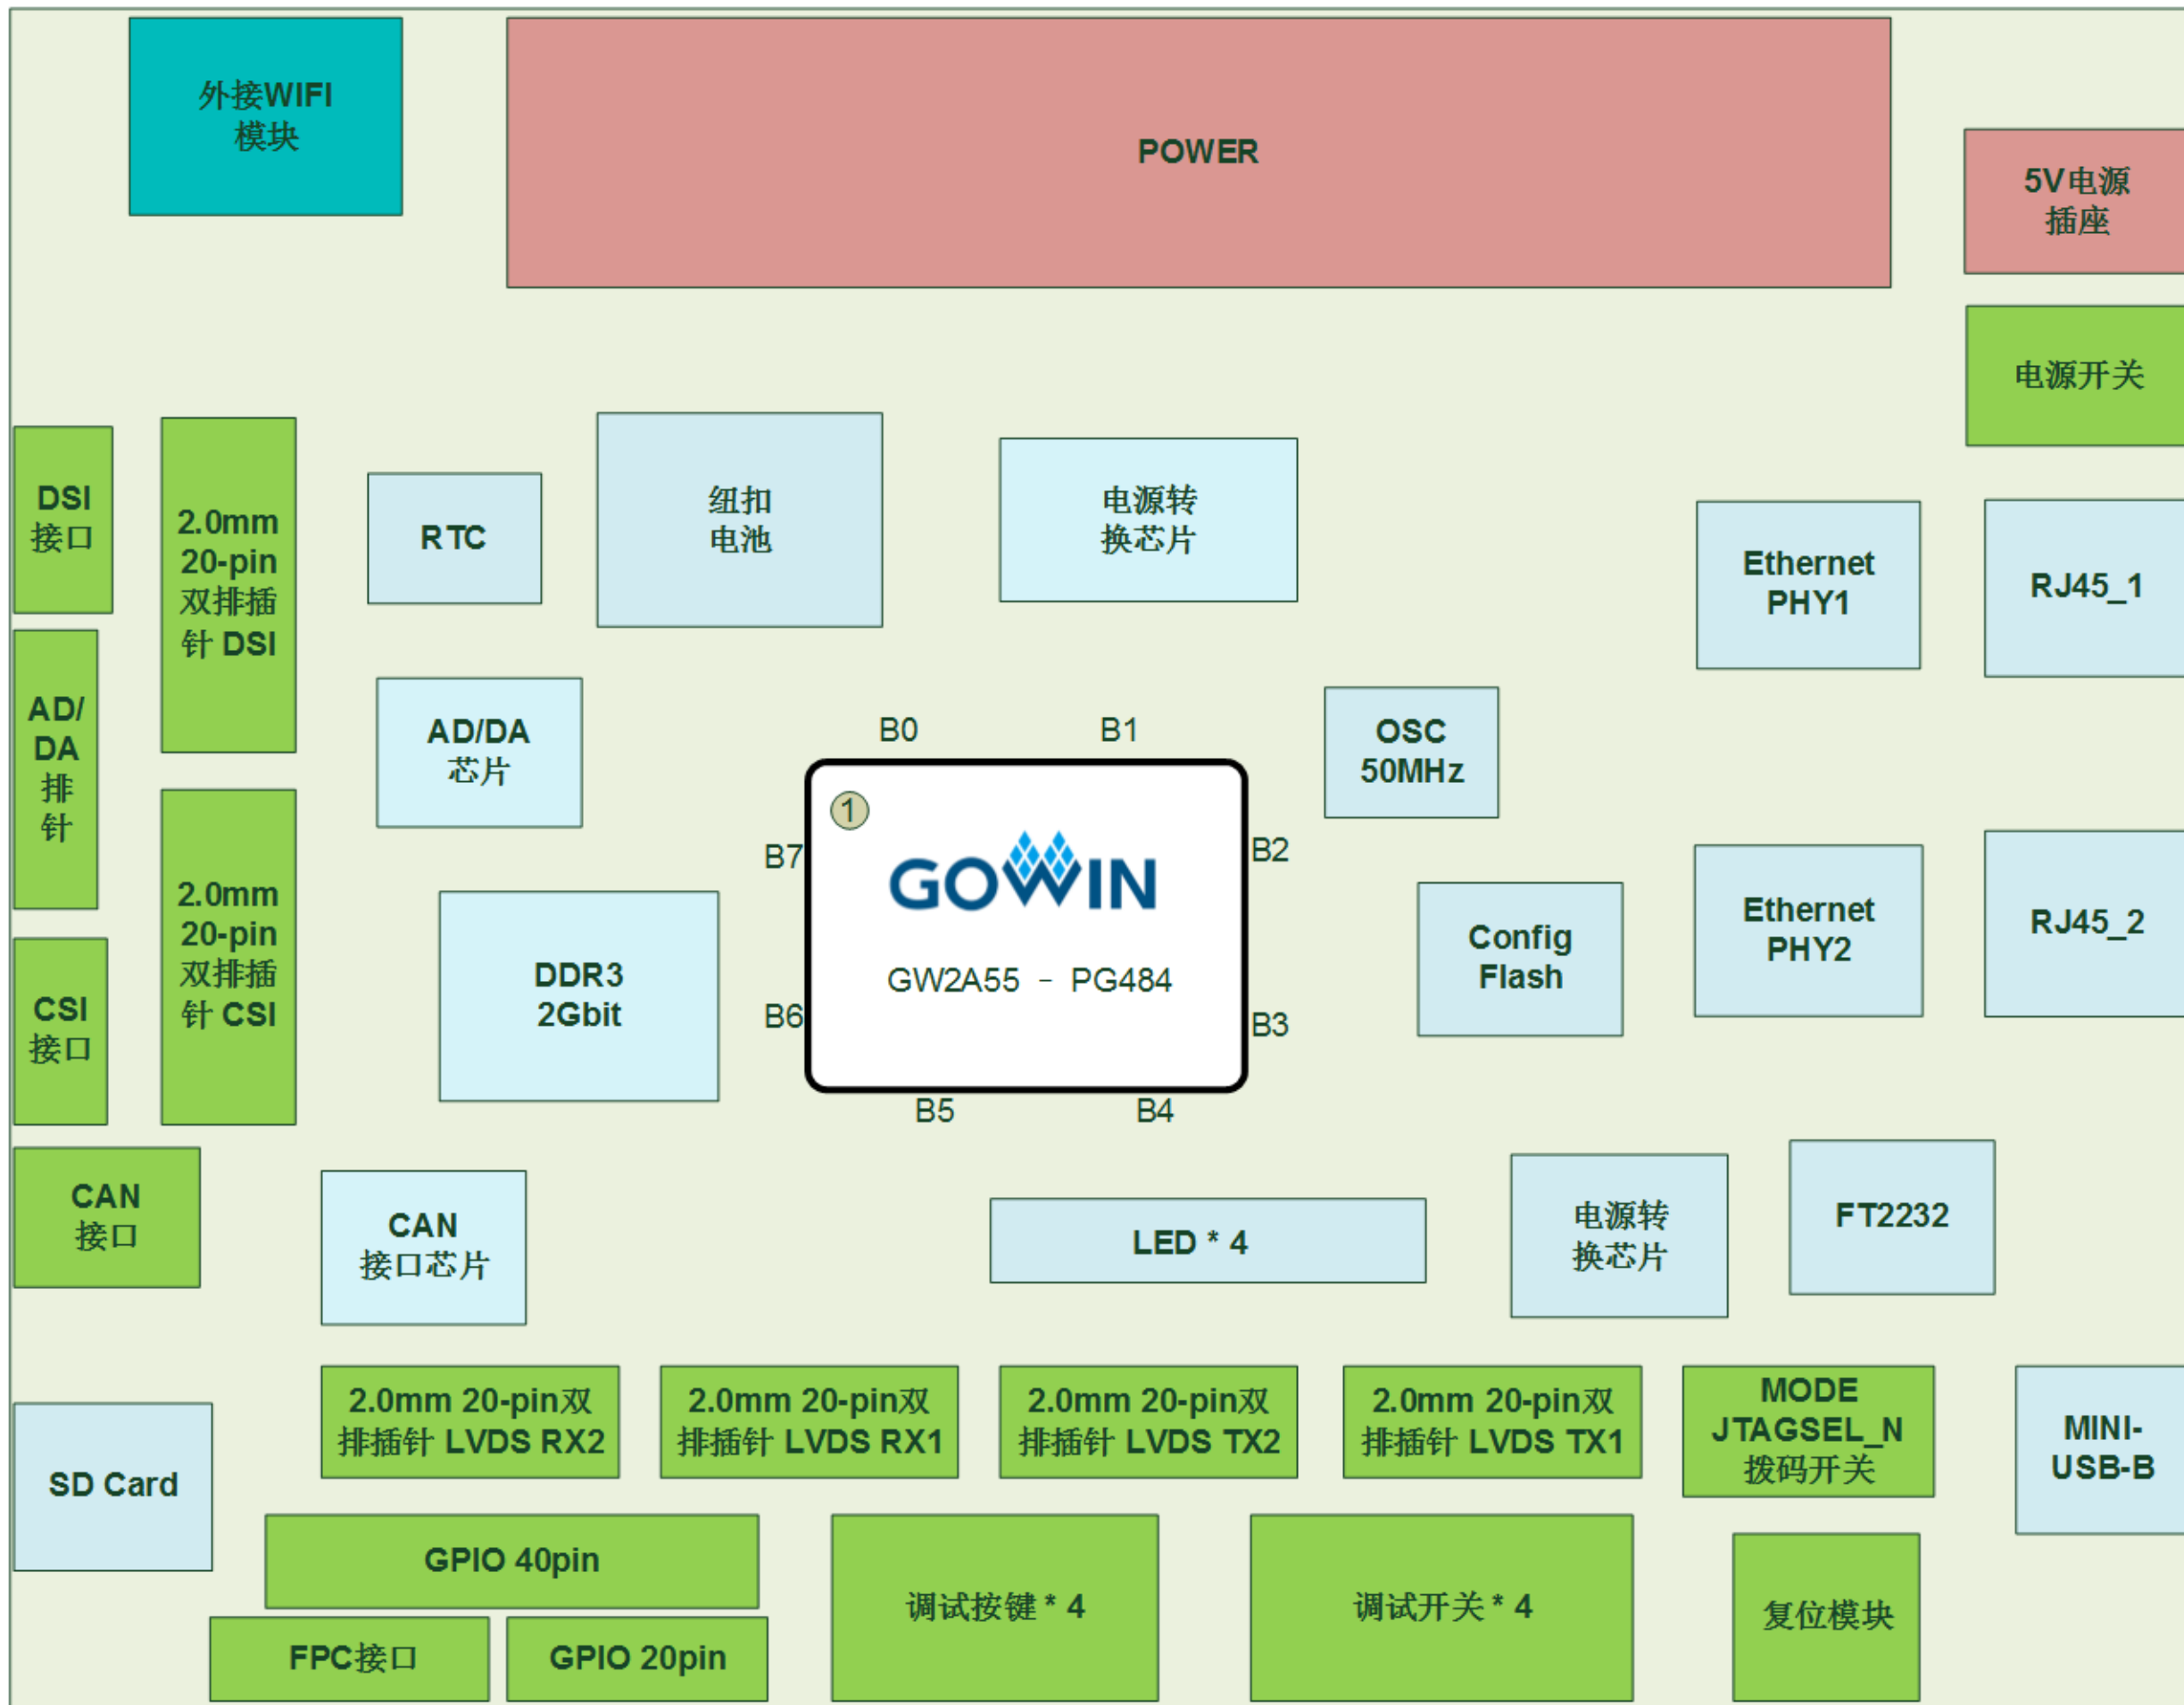 外接WIFI
模块
POWER
5V电源
插座
电源开关
DSI
接口
2.0mm
20-pin
双排插
针 DSI
RTC
纽扣
电池
电源转
换芯片
Ethernet
PHY1
RJ45_1
AD/
DA
排
针
AD/DA
芯片
B0
B1
OSC
50MHz
1
GOWIN
GW2A55 - PG484
B7
B2
B6
B3
B5
B4
2.0mm
20-pin
双排插
针 CSI
DDR3
2Gbit
Config
Flash
Ethernet
PHY2
RJ45_2
CSI
接口
CAN
接口
CAN
接口芯片
LED * 4
电源转
换芯片
FT2232
SD Card
2.0mm 20-pin双
排插针 LVDS RX2
2.0mm 20-pin双
排插针 LVDS RX1
2.0mm 20-pin双
排插针 LVDS TX2
2.0mm 20-pin双
排插针 LVDS TX1
MODE
JTAGSEL_N
拨码开关
MINI-
USB-B
GPIO 40pin
调试按键 * 4
调试开关 * 4
复位模块
FPC接口
GPIO 20pin